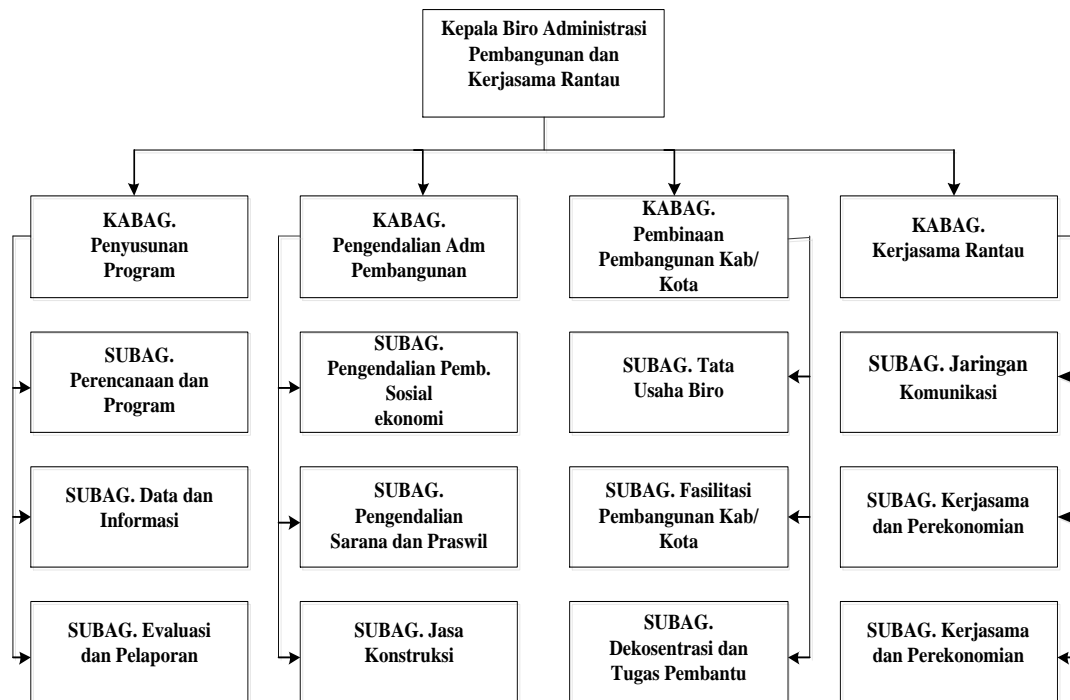 Kepala Biro Administrasi
Pembangunan dan
Kerjasama Rantau
KABAG.
Penyusunan
Program
KABAG.
Pengendalian Adm
Pembangunan
KABAG.
Pembinaan
Pembangunan Kab/
Kota
KABAG.
Kerjasama Rantau
SUBAG.
Perencanaan dan
Program
SUBAG.
Pengendalian Pemb.
Sosial
ekonomi
SUBAG. Tata
Usaha Biro
SUBAG. Jaringan
Komunikasi
SUBAG. Data dan
Informasi
SUBAG.
Pengendalian
Sarana dan Praswil
SUBAG. Fasilitasi
Pembangunan Kab/
Kota
SUBAG. Kerjasama
dan Perekonomian
SUBAG. Evaluasi
dan Pelaporan
SUBAG. Jasa
Konstruksi
SUBAG.
Dekosentrasi dan
Tugas Pembantu
SUBAG. Kerjasama
dan Perekonomian